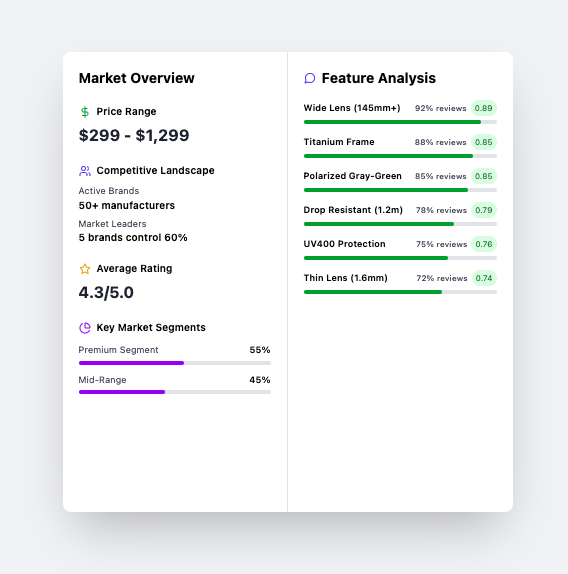 Market Overview
Price Range
$299 - $1,299
Competitive Landscape
Active Brands
50+ manufacturers
Market Leaders
5 brands control 60%
Average Rating
4.3/5.0
Key Market Segments
Premium Segment 55%
Mid-Range 45%
Feature Analysis
Wide Lens (145mm+) 92% reviews 0.89
Titanium Frame 88% reviews 0.85
Polarized Gray-Green 85% reviews 0.85
Drop Resistant (1.2m) 78% reviews 0.79
UV400 Protection 75% reviews 0.76
Thin Lens (1.6mm) 72% reviews 0.74